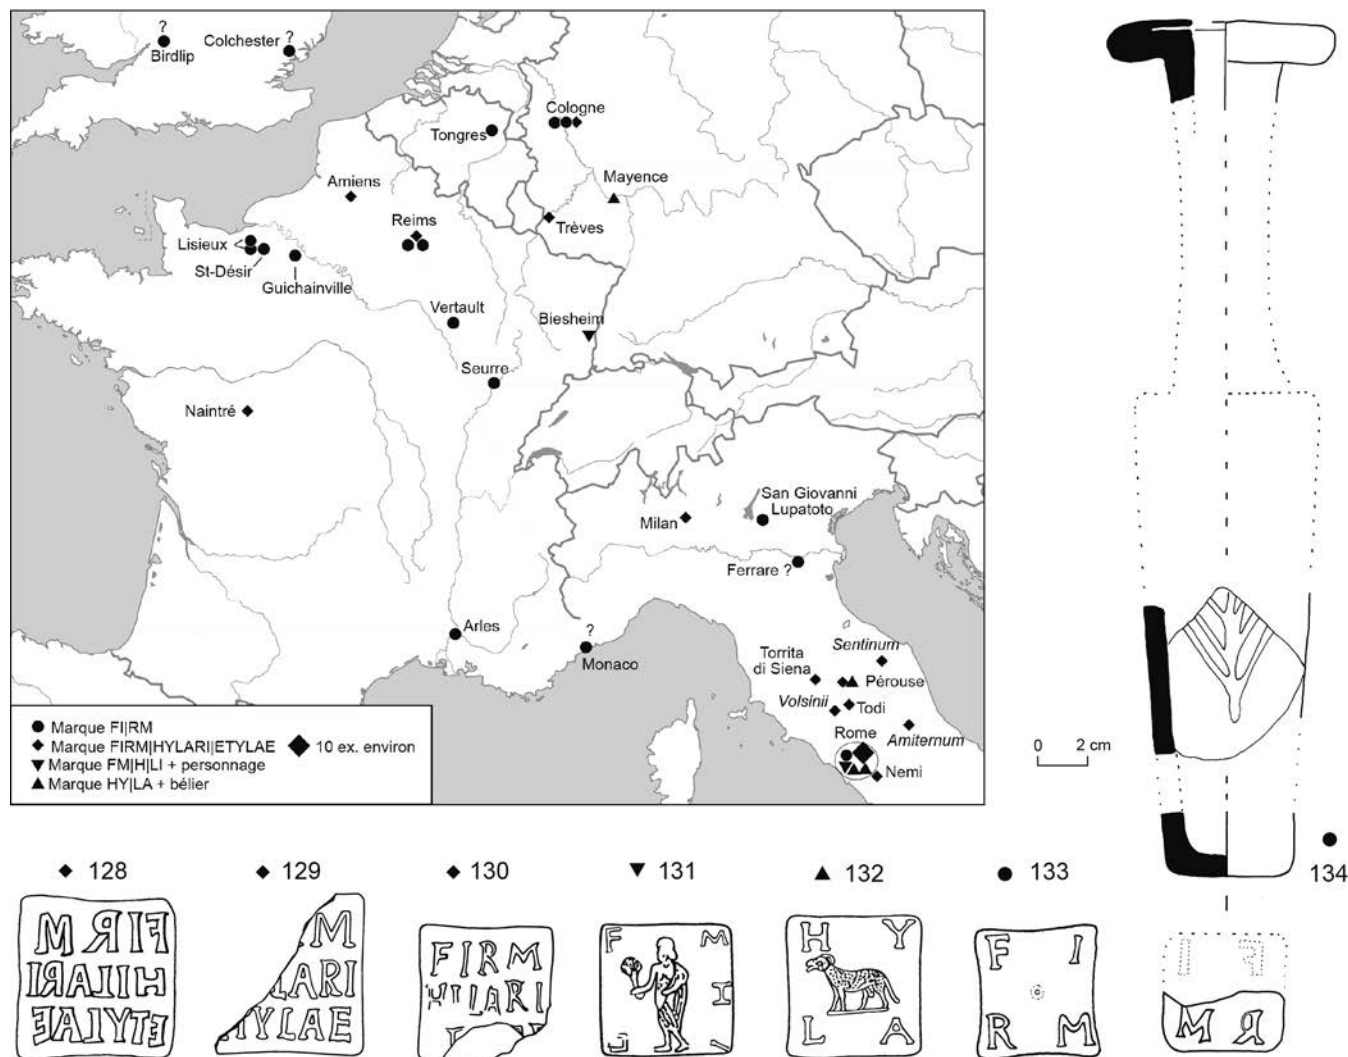 ?
Birdlip
Colchester ?
Cologne
Tongres
Amiens
Mayence
Reims
Trèves
Lisieux
St-Désir
Guichainville
Vertault
Biesheim
Seurre
Naintré
San Giovanni
Lupatoto
Milan
Ferrare ?
Arles
?
Monaco
Sentinum
Torrita
di Siena
Pérouse
Volsinii
Todi
Amiternum
Rome
Nemi
Marque FI|RM
Marque FIRM|HYLARI|ETYLAE
10 ex. environ
Marque FM|H|LI + personnage
Marque HY|LA + bélier
0 2 cm
128
129
130
131
132
133
134
FIRM
HILARI
ETYLAE
M
LARI
TYLAE
FIRM
HILARI
F M
H Y
L A
F I
R M
I F
M R